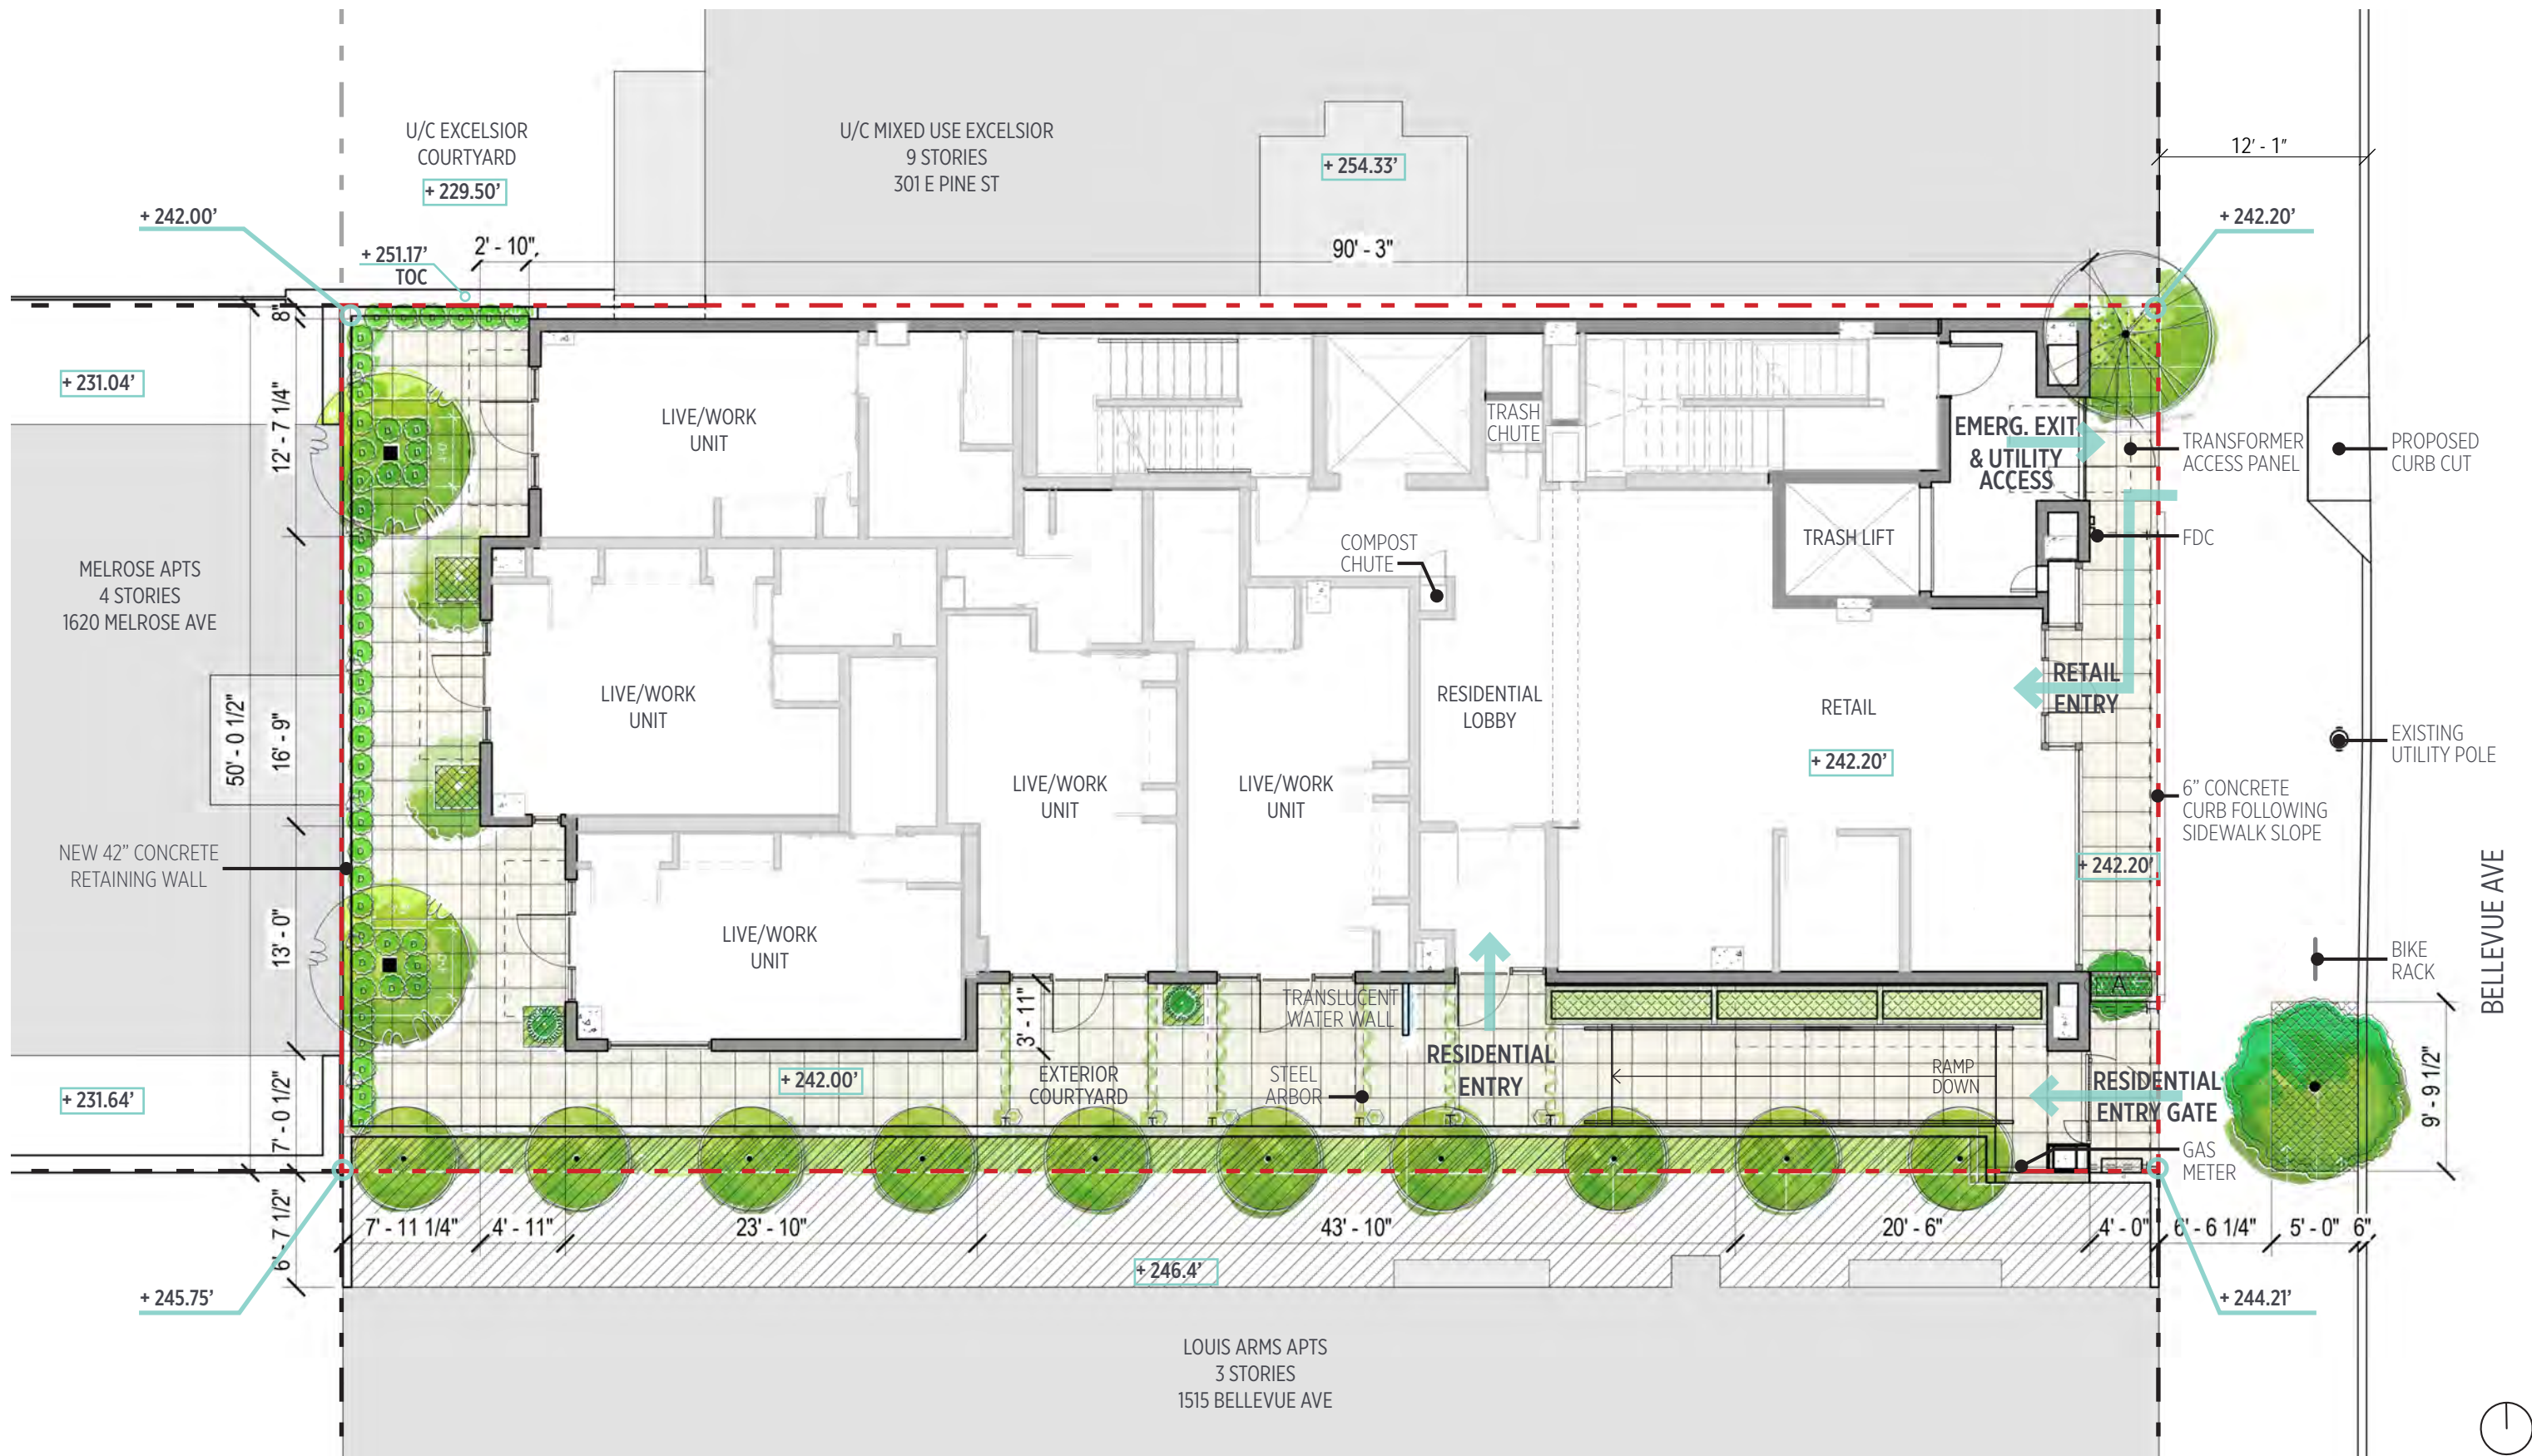 U/C EXCELSIOR
COURTYARD
+ 229.50’
U/C MIXED USE EXCELSIOR
9 STORIES
301 E PINE ST
+ 254.33’
12' - 1"
+ 242.00’
+ 242.20’
+ 251.17’
TOC
2' - 10"
90' - 3"
8"
+ 231.04’
12' - 7 1/4"
LIVE/WORK
UNIT
TRASH
CHUTE
EMERG. EXIT
& UTILITY
ACCESS
TRANSFORMER
ACCESS PANEL
PROPOSED
CURB CUT
TRASH LIFT
FDC
COMPOST
CHUTE
MELROSE APTS
4 STORIES
1620 MELROSE AVE
50' - 0 1/2"
16' - 9"
LIVE/WORK
UNIT
RESIDENTIAL
LOBBY
RETAIL
+ 242.20’
RETAIL
ENTRY
EXISTING
UTILITY POLE
LIVE/WORK
UNIT
LIVE/WORK
UNIT
6” CONCRETE
CURB FOLLOWING
SIDEWALK SLOPE
NEW 42” CONCRETE
RETAINING WALL
+ 242.20’
BELLEVUE AVE
13' - 0"
LIVE/WORK
UNIT
BIKE
RACK
A
3' - 11"
TRANSLUCENT
WATER WALL
RESIDENTIAL
ENTRY
+ 242.00’
EXTERIOR
COURTYARD
STEEL
ARBOR
RAMP
DOWN
RESIDENTIAL
ENTRY GATE
9' - 9 1/2"
+ 231.64’
7' - 0 1/2"
GAS
METER
6' - 7 1/2"
7' - 11 1/4"
4' - 11"
23' - 10"
43' - 10"
20' - 6"
4' - 0"
6' - 6 1/4"
5' - 0"
6"
+ 246.4’
+ 245.75’
+ 244.21’
LOUIS ARMS APTS
3 STORIES
1515 BELLEVUE AVE